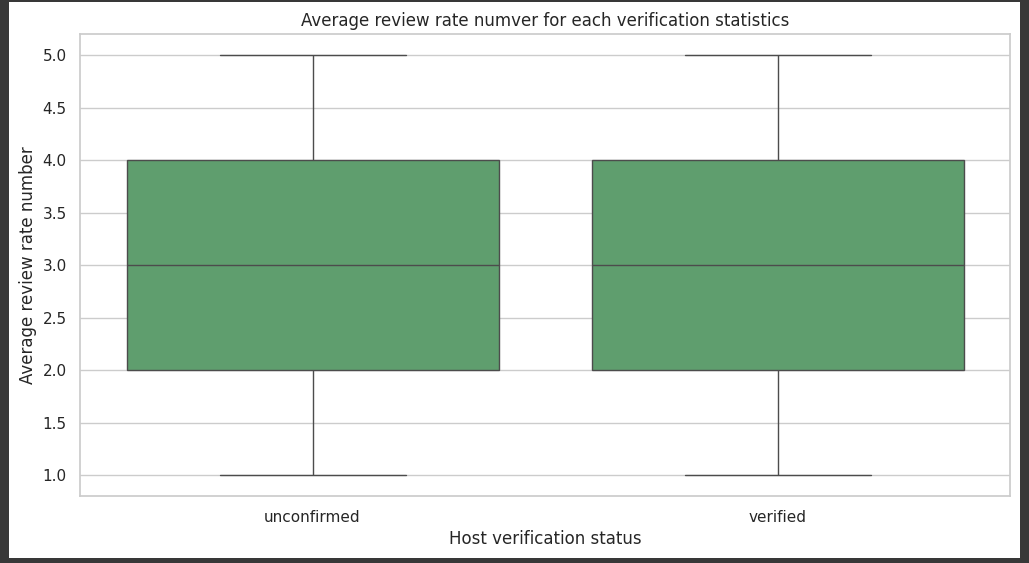 Average review rate numver for each verification statistics
Average review rate number
5.0
4.5
4.0
3.5
3.0
2.5
2.0
1.5
1.0
unconfirmed
verified
Host verification status